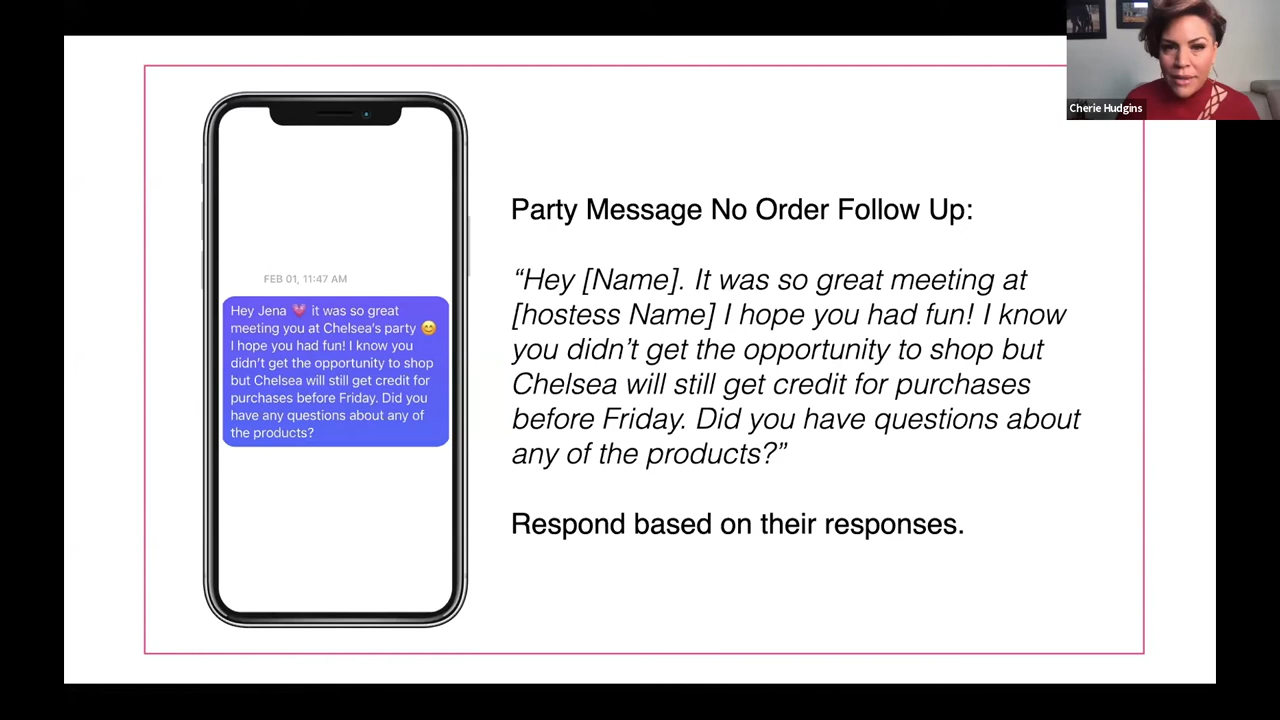 Cherie Hudgins
Party Message No Order Follow Up:
FEB 01, 11:47 AM
Hey Jena 💗 it was so great
meeting you at Chelsea's party 😊
I hope you had fun! I know you
didn't get the opportunity to shop
but Chelsea will still get credit for
purchases before Friday. Did you
have any questions about any of
the products?
“Hey [Name]. It was so great meeting at
[hostess Name] I hope you had fun! I know
you didn’t get the opportunity to shop but
Chelsea will still get credit for purchases
before Friday. Did you have questions about
any of the products?”
Respond based on their responses.